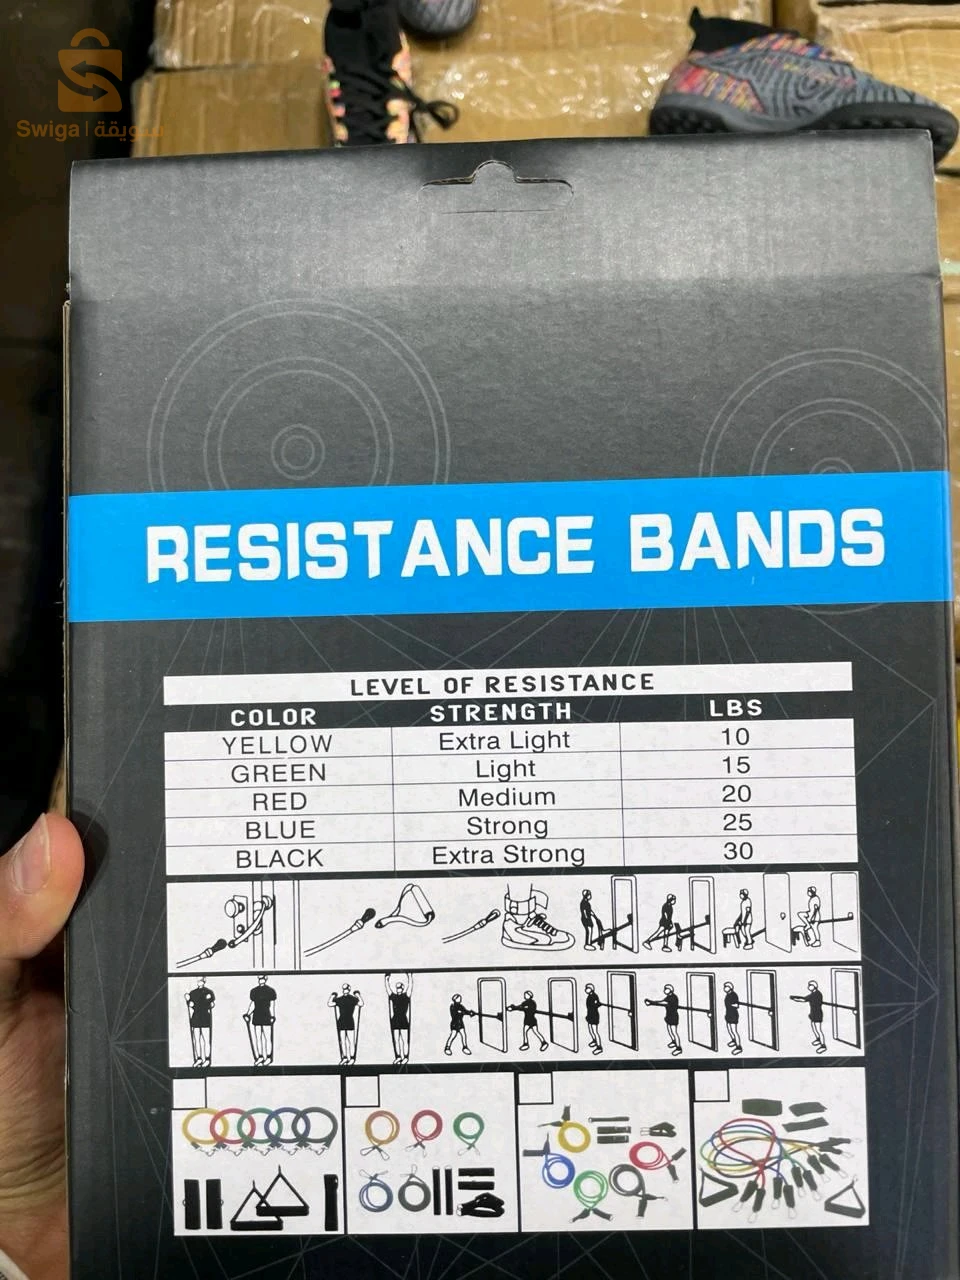 Swiga | سويقة
RESISTANCE BANDS
LEVEL OF RESISTANCE
COLOR STRENGTH LBS
YELLOW Extra Light 10
GREEN Light 15
RED Medium 20
BLUE Strong 25
BLACK Extra Strong 30